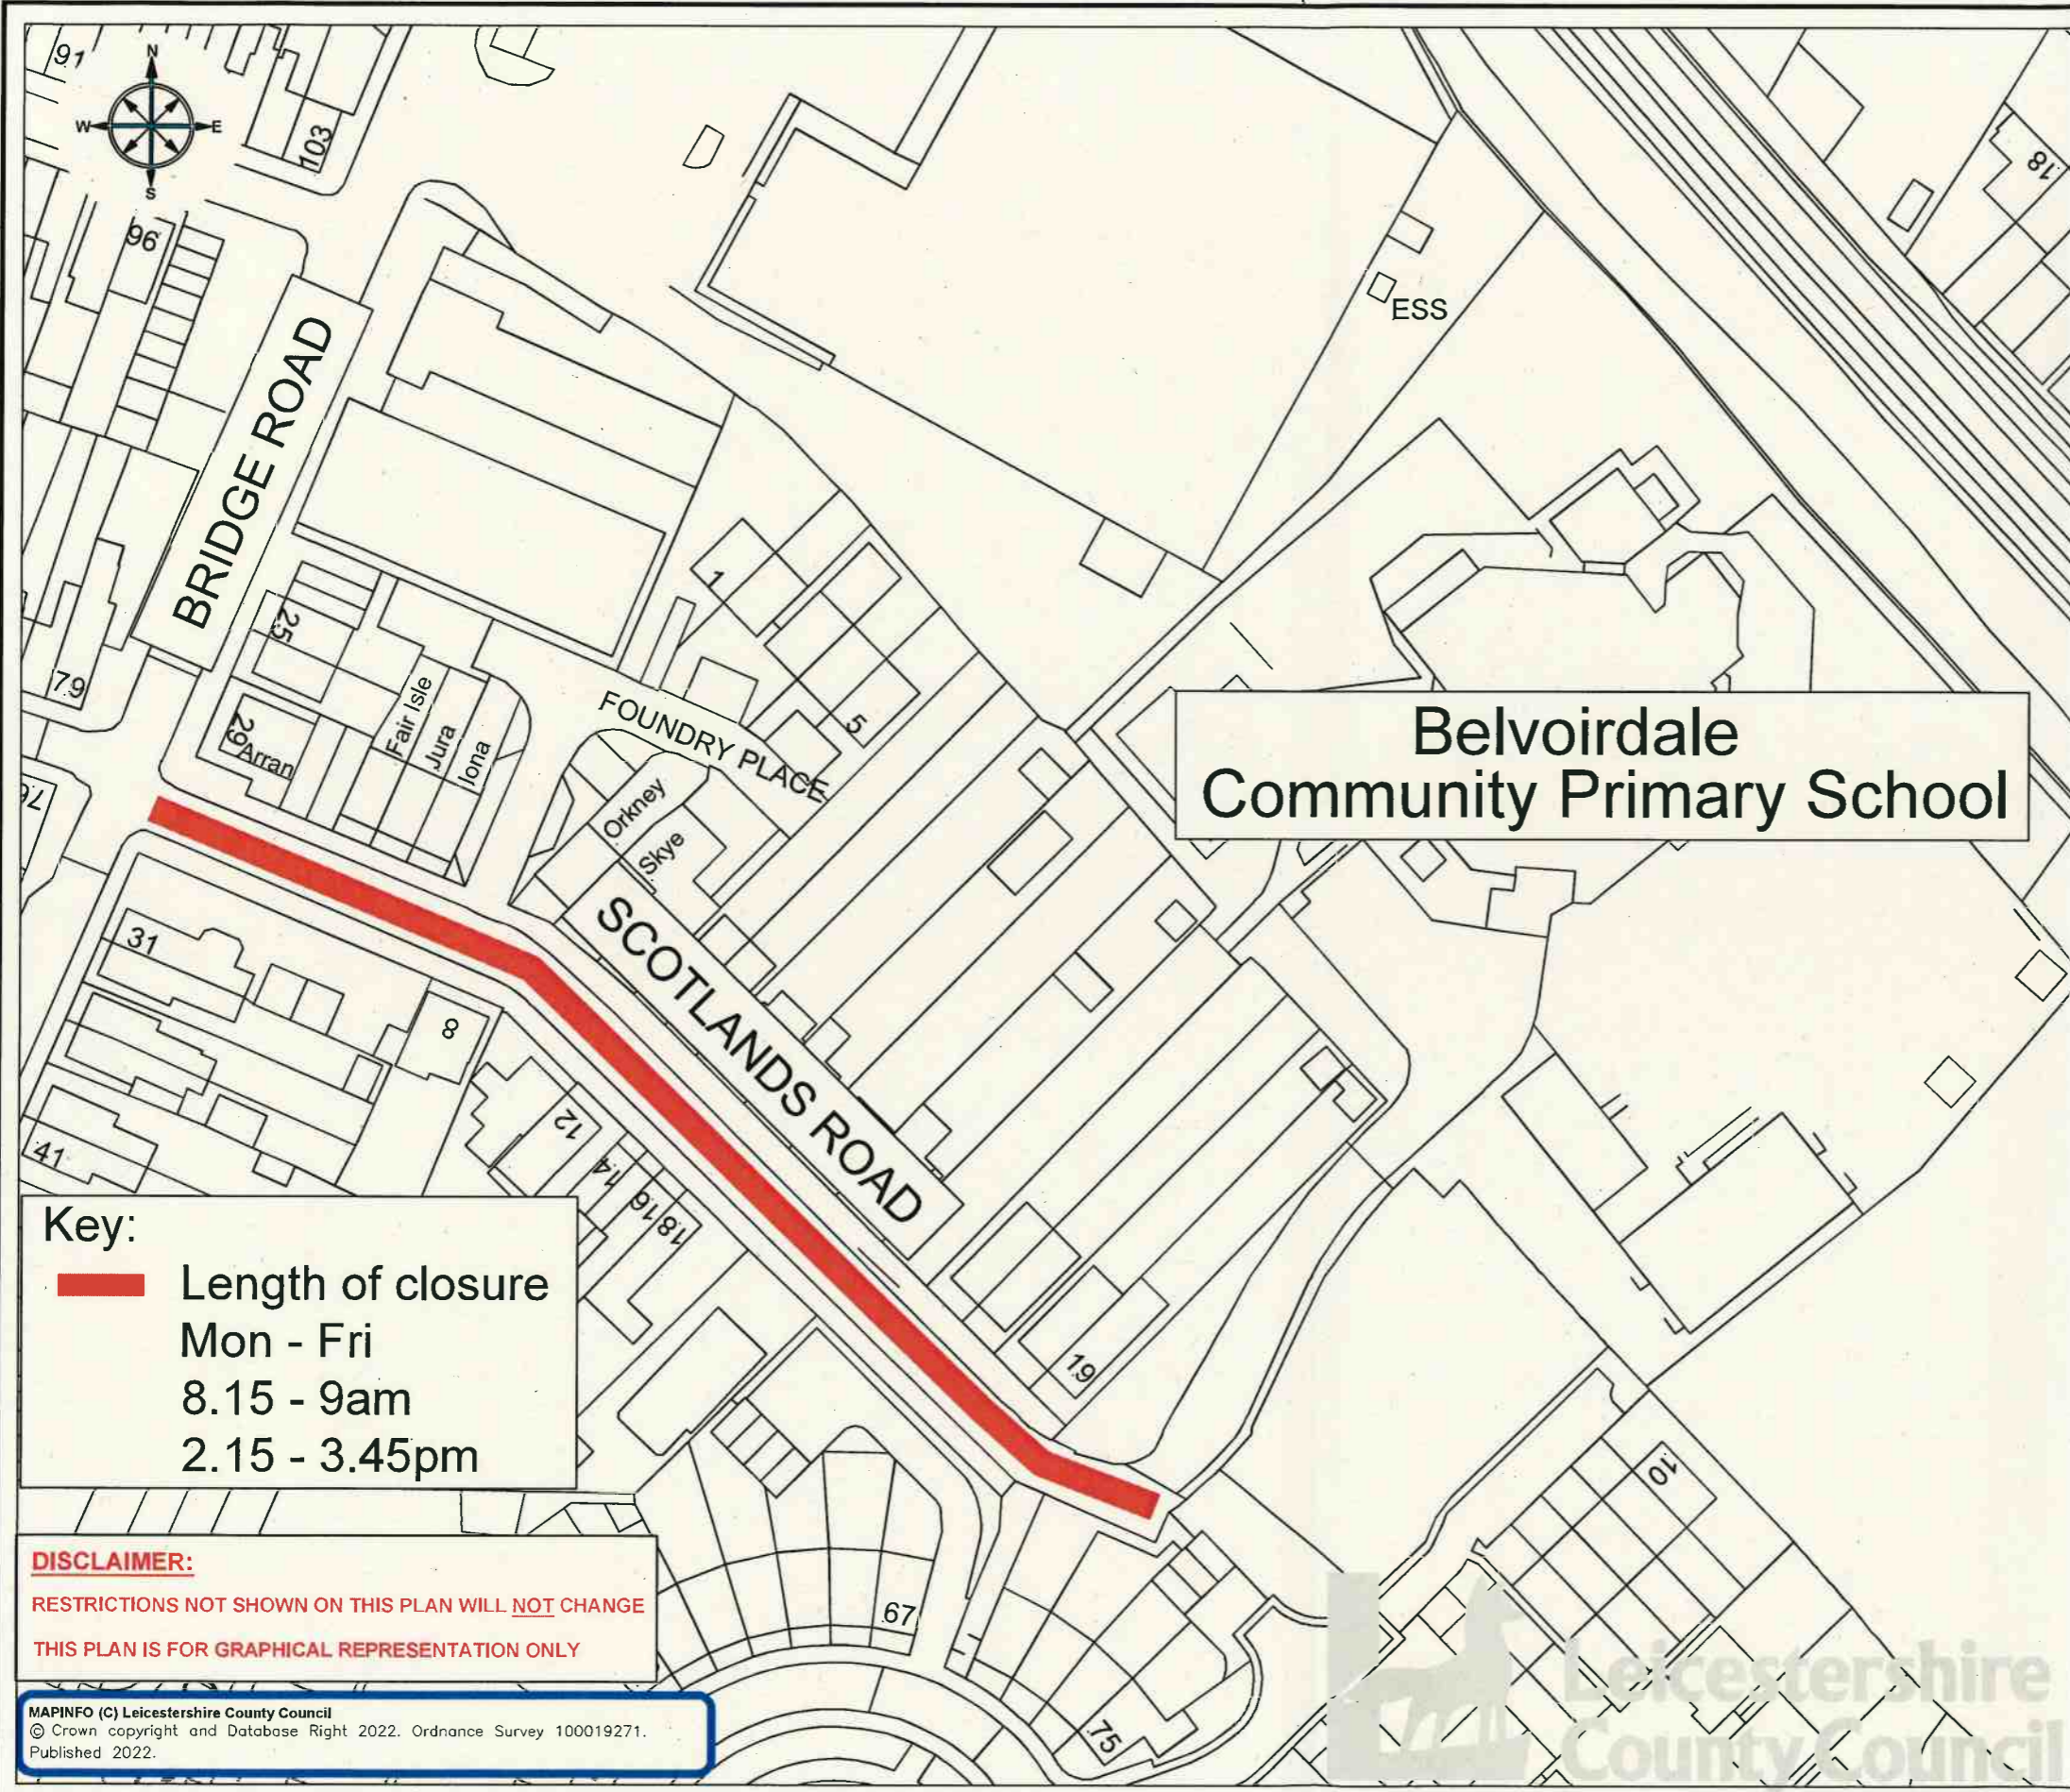 91
N
W
E
S
103
96
18
ESS
BRIDGE ROAD
25
1
5
79
FOUNDRY PLACE
29
Arran
Fair Isle
Jura
Iona
Orkney
Skye
Belvoirdale
Community Primary School
SCOTLANDS ROAD
31
8
12
14
16
18
41
19
10
Key:
Length of closure
Mon - Fri
8.15 - 9am
2.15 - 3.45pm
DISCLAIMER:
RESTRICTIONS NOT SHOWN ON THIS PLAN WILL NOT CHANGE
THIS PLAN IS FOR GRAPHICAL REPRESENTATION ONLY
67
75
MAPINFO (C) Leicestershire County Council
© Crown copyright and Database Right 2022. Ordnance Survey 100019271.
Published 2022.
Leicestershire
County Council